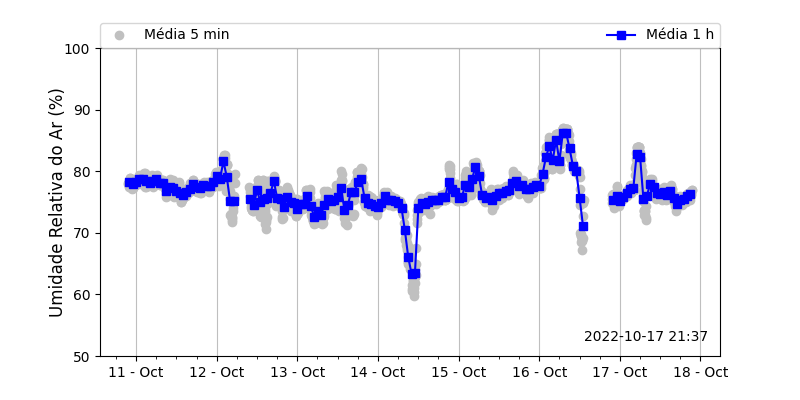 Média 5 min
Média 1 h
Umidade Relativa do Ar (%)
100
90
80
70
60
50
2022-10-17 21:37
11 - Oct
12 - Oct
13 - Oct
14 - Oct
15 - Oct
16 - Oct
17 - Oct
18 - Oct